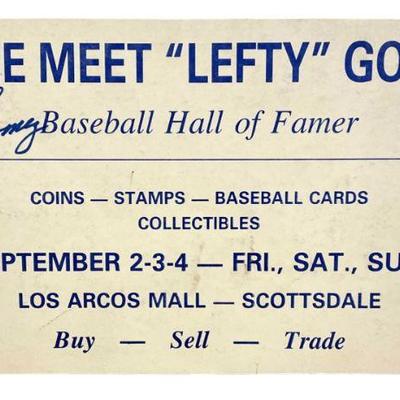 E MEET "LEFTY" GO
my Baseball Hall of Famer
COINS — STAMPS — BASEBALL CARDS
COLLECTIBLES
PTEMBER 2-3-4 — FRI., SAT., SU
LOS ARCOS MALL — SCOTTSDALE
Buy — Sell — Trade